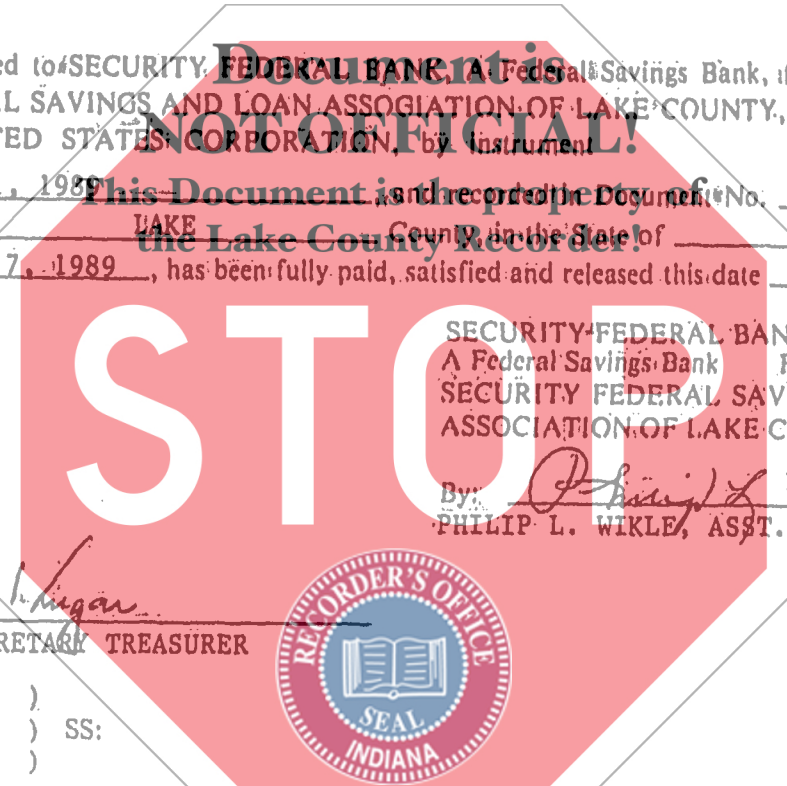 ed to SECURITY FEDERAL BANK, A Federal Savings Bank,
Document is
L SAVINGS AND LOAN ASSOCIATION OF LAKE COUNTY,
NOT OFFICIAL!
TED STATES CORPORATION, by instrument
, 1989 , and recorded in Document No.
This Document is the property of
LAKE County, in the State of
the Lake County Recorder!
7, 1989 , has been fully paid, satisfied and released this date
STOP
SECURITY FEDERAL BAN
A Federal Savings Bank
SECURITY FEDERAL SAV
ASSOCIATION OF LAKE C
By:
PHILIP L. WIKLE, ASST.
RETARY TREASURER
) 
) SS:
)
RECORDER'S OFFICE
SEAL
INDIANA